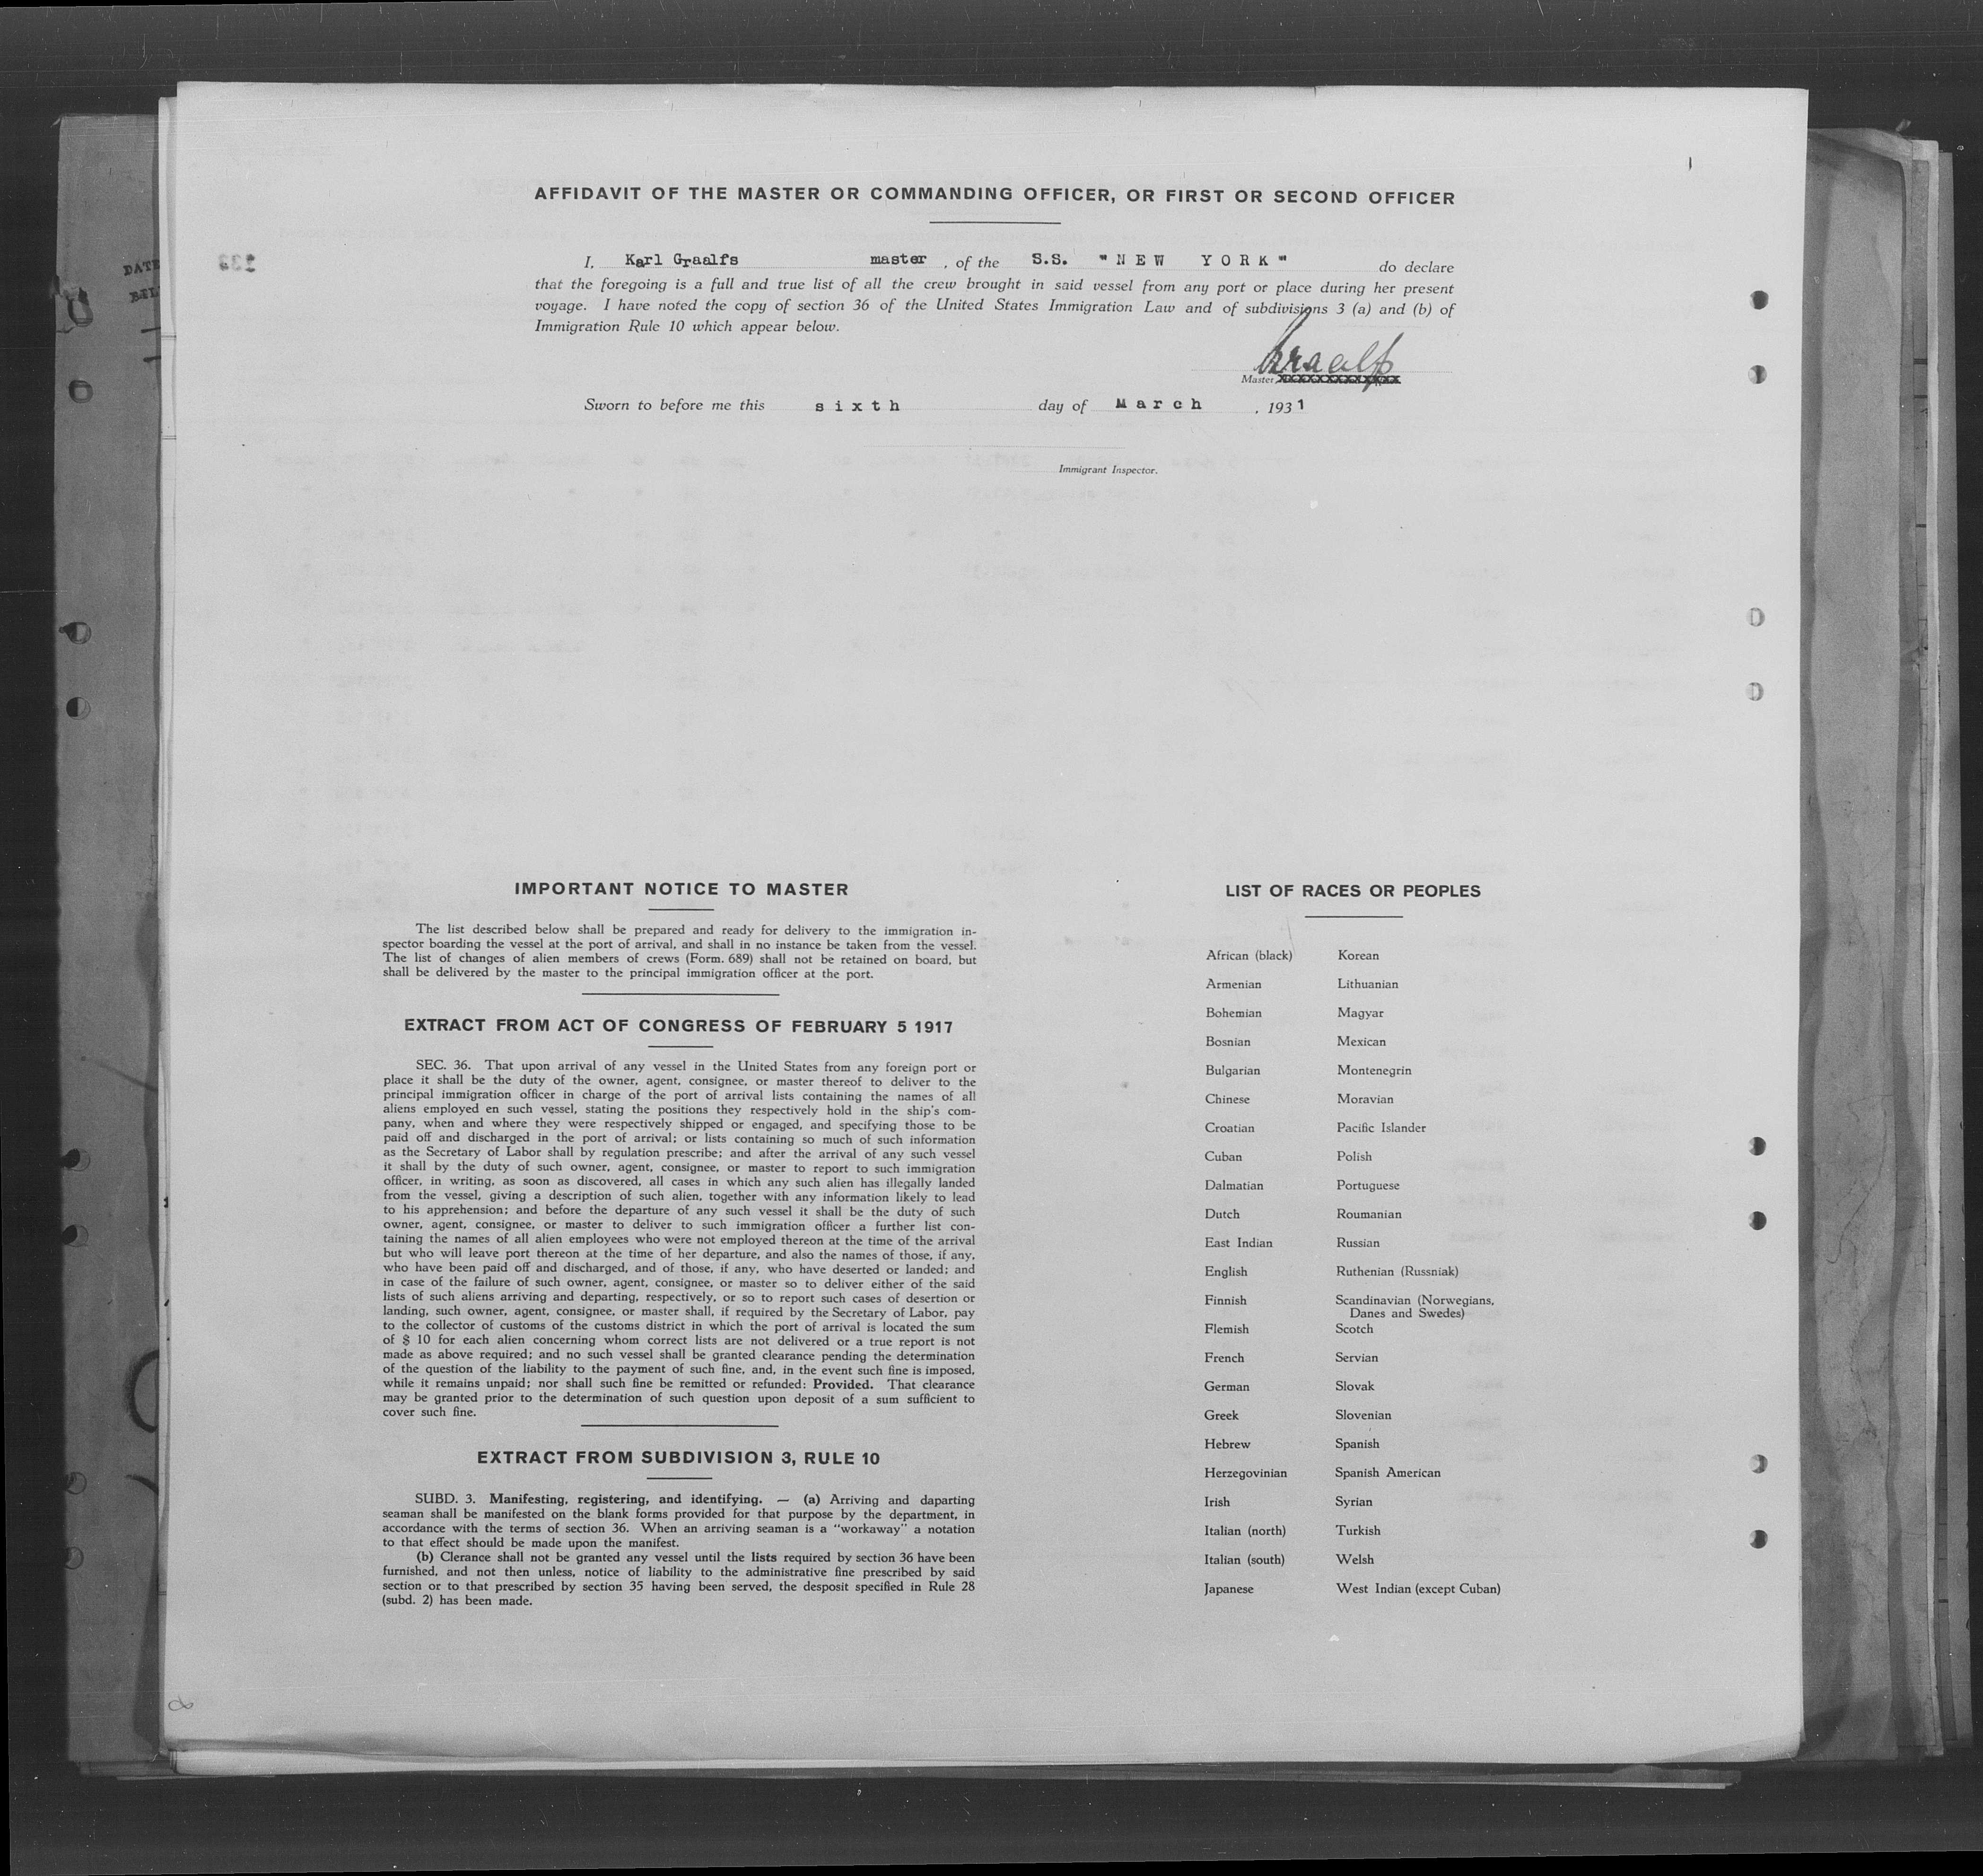 AFFIDAVIT OF THE MASTER OR COMMANDING OFFICER, OR FIRST OR SECOND OFFICER
I, Karl Graalfs master, of the S.S. "NEW YORK" do declare
that the foregoing is a full and true list of all the crew brought in said vessel from any port or place during her present
voyage. I have noted the copy of section 36 of the United States Immigration Law and of subdivisions 3 (a) and (b) of
Immigration Rule 10 which appear below.
Graalfs
Master, xxxxxxxxxxxxxxx
Sworn to before me this sixth day of March, 1931
Immigrant Inspector.
DATE
IMPORTANT NOTICE TO MASTER
The list described below shall be prepared and ready for delivery to the immigration in-
spector boarding the vessel at the port of arrival, and shall in no instance be taken from the vessel.
The list of changes of alien members of crews (Form. 689) shall not be retained on board, but
shall be delivered by the master to the principal immigration officer at the port.
EXTRACT FROM ACT OF CONGRESS OF FEBRUARY 5 1917
SEC. 36. That upon arrival of any vessel in the United States from any foreign port or
place it shall be the duty of the owner, agent, consignee, or master thereof to deliver to the
principal immigration officer in charge of the port of arrival lists containing the names of all
aliens employed en such vessel, stating the positions they respectively hold in the ship's com-
pany, when and where they were respectively shipped or engaged, and specifying those to be
paid off and discharged in the port of arrival; or lists containing so much of such information
as the Secretary of Labor shall by regulation prescribe; and after the arrival of any such vessel
it shall by the duty of such owner, agent, consignee, or master to report to such immigration
officer, in writing, as soon as discovered, all cases in which any such alien has illegally landed
from the vessel, giving a description of such alien, together with any information likely to lead
to his apprehension; and before the departure of any such vessel it shall be the duty of such
owner, agent, consignee, or master to deliver to such immigration officer a further list con-
taining the names of all alien employees who were not employed thereon at the time of the arrival
but who will leave port thereon at the time of her departure, and also the names of those, if any,
who have been paid off and discharged, and of those, if any, who have deserted or landed; and
in case of the failure of such owner, agent, consignee, or master so to deliver either of the said
lists of such aliens arriving and departing, respectively, or so to report such cases of desertion or
landing, such owner, agent, consignee, or master shall, if required by the Secretary of Labor, pay
to the collector of customs of the customs district in which the port of arrival is located the sum
of $ 10 for each alien concerning whom correct lists are not delivered or a true report is not
made as above required; and no such vessel shall be granted clearance pending the determination
of the question of the liability to the payment of such fine, and, in the event such fine is imposed,
while it remains unpaid; nor shall such fine be remitted or refunded: Provided. That clearance
may be granted prior to the determination of such question upon deposit of a sum sufficient to
cover such fine.
EXTRACT FROM SUBDIVISION 3, RULE 10
SUBD. 3. Manifesting, registering, and identifying. — (a) Arriving and daparting
seaman shall be manifested on the blank forms provided for that purpose by the department, in
accordance with the terms of section 36. When an arriving seaman is a "workaway" a notation
to that effect should be made upon the manifest.
(b) Clerance shall not be granted any vessel until the lists required by section 36 have been
furnished, and not then unless, notice of liability to the administrative fine prescribed by said
section or to that prescribed by section 35 having been served, the desposit specified in Rule 28
(subd. 2) has been made.
LIST OF RACES OR PEOPLES
African (black) Korean
Armenian Lithuanian
Bohemian Magyar
Bosnian Mexican
Bulgarian Montenegrin
Chinese Moravian
Croatian Pacific Islander
Cuban Polish
Dalmatian Portuguese
Dutch Roumanian
East Indian Russian
English Ruthenian (Russniak)
Finnish Scandinavian (Norwegians,
Danes and Swedes)
Flemish Scotch
French Servian
German Slovak
Greek Slovenian
Hebrew Spanish
Herzegovinian Spanish American
Irish Syrian
Italian (north) Turkish
Italian (south) Welsh
Japanese West Indian (except Cuban)